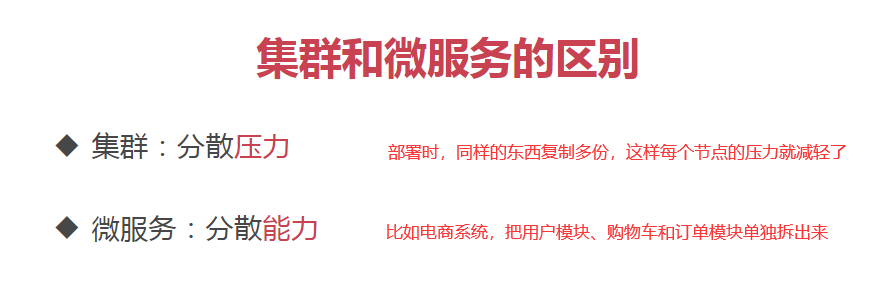 集群和微服务的区别
◆ 集群：分散压力 部署时，同样的东西复制多份，这样每个节点的压力就减轻了
◆ 微服务：分散能力 比如电商系统，把用户模块、购物车和订单模块单独拆出来